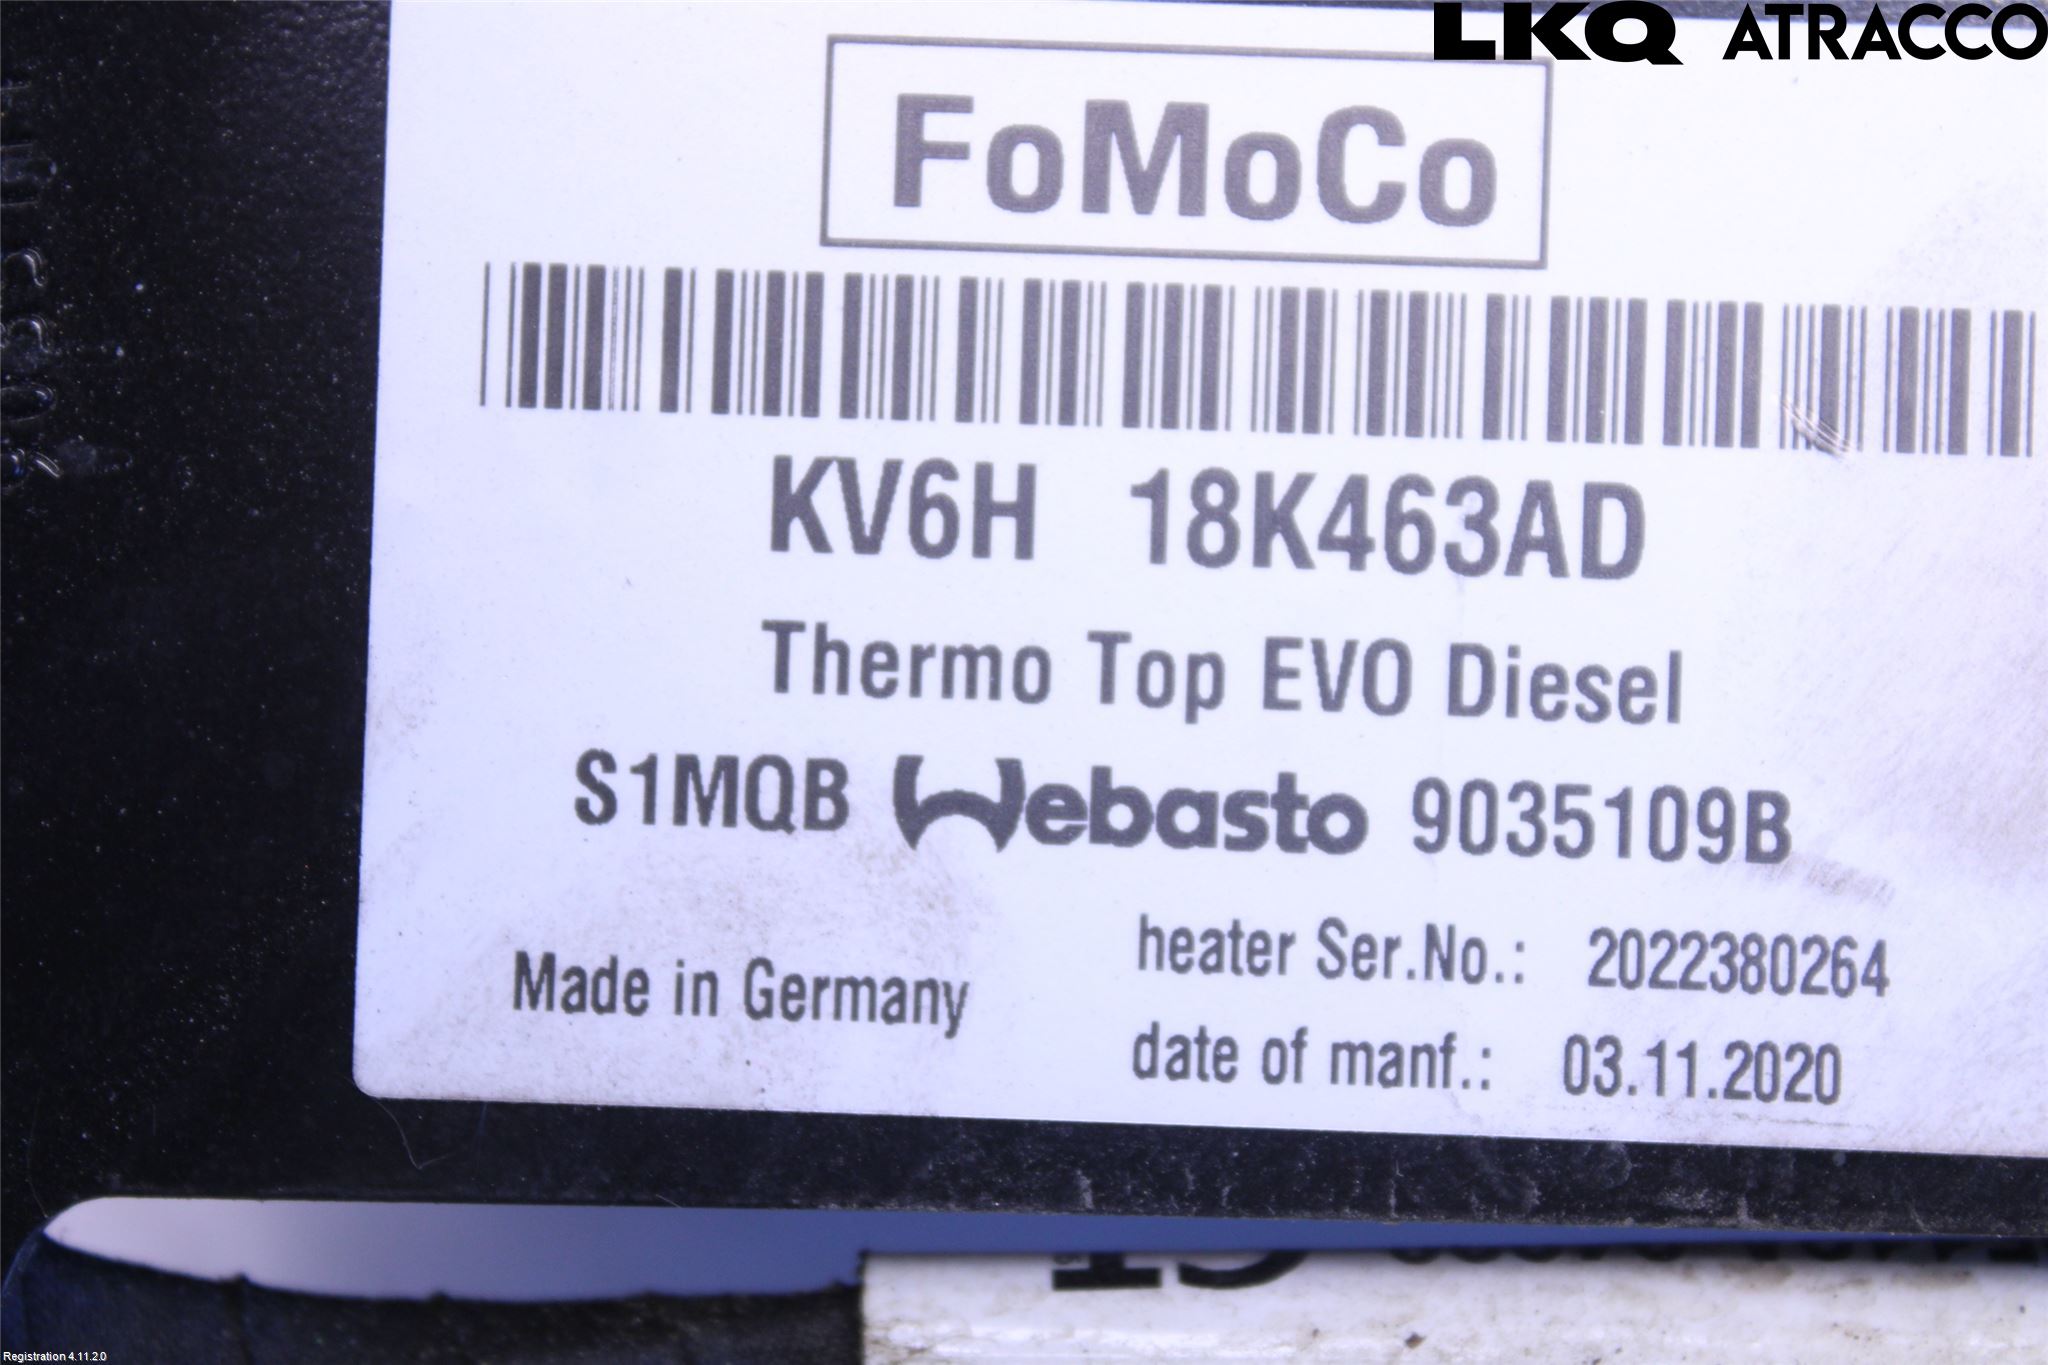 LKQ ATRACCO
FoMoCo
KV6H 18K463AD
Thermo Top EVO Diesel
S1MQB Webasto 9035109B
heater Ser.No.: 2022380264
Made in Germany
date of manf.: 03.11.2020
Registration 4.11.2.0